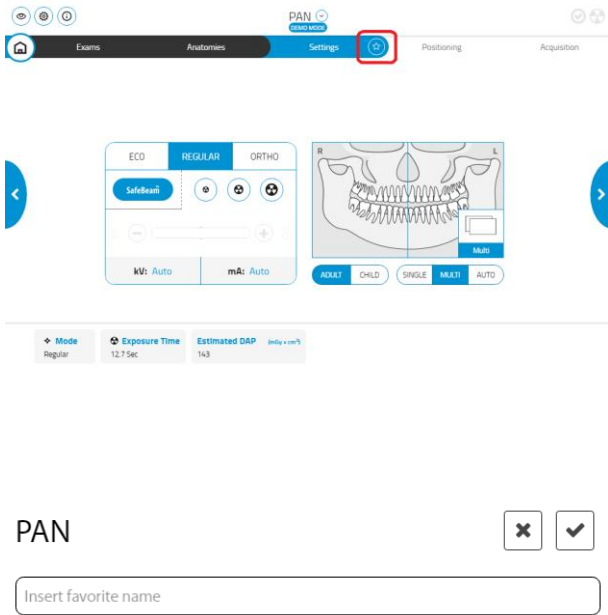 PAN
DEMO MODE
Exams Anatomies Settings Positioning Acquisition
ECO REGULAR ORTHO
SafeBeam
kV: Auto mA: Auto
R L
Multi
ADULT CHILD SINGLE MULTI AUTO
Mode
Regular
Exposure Time
12.7 Sec
Estimated DAP (mGy x cm²)
143
PAN
Insert favorite name